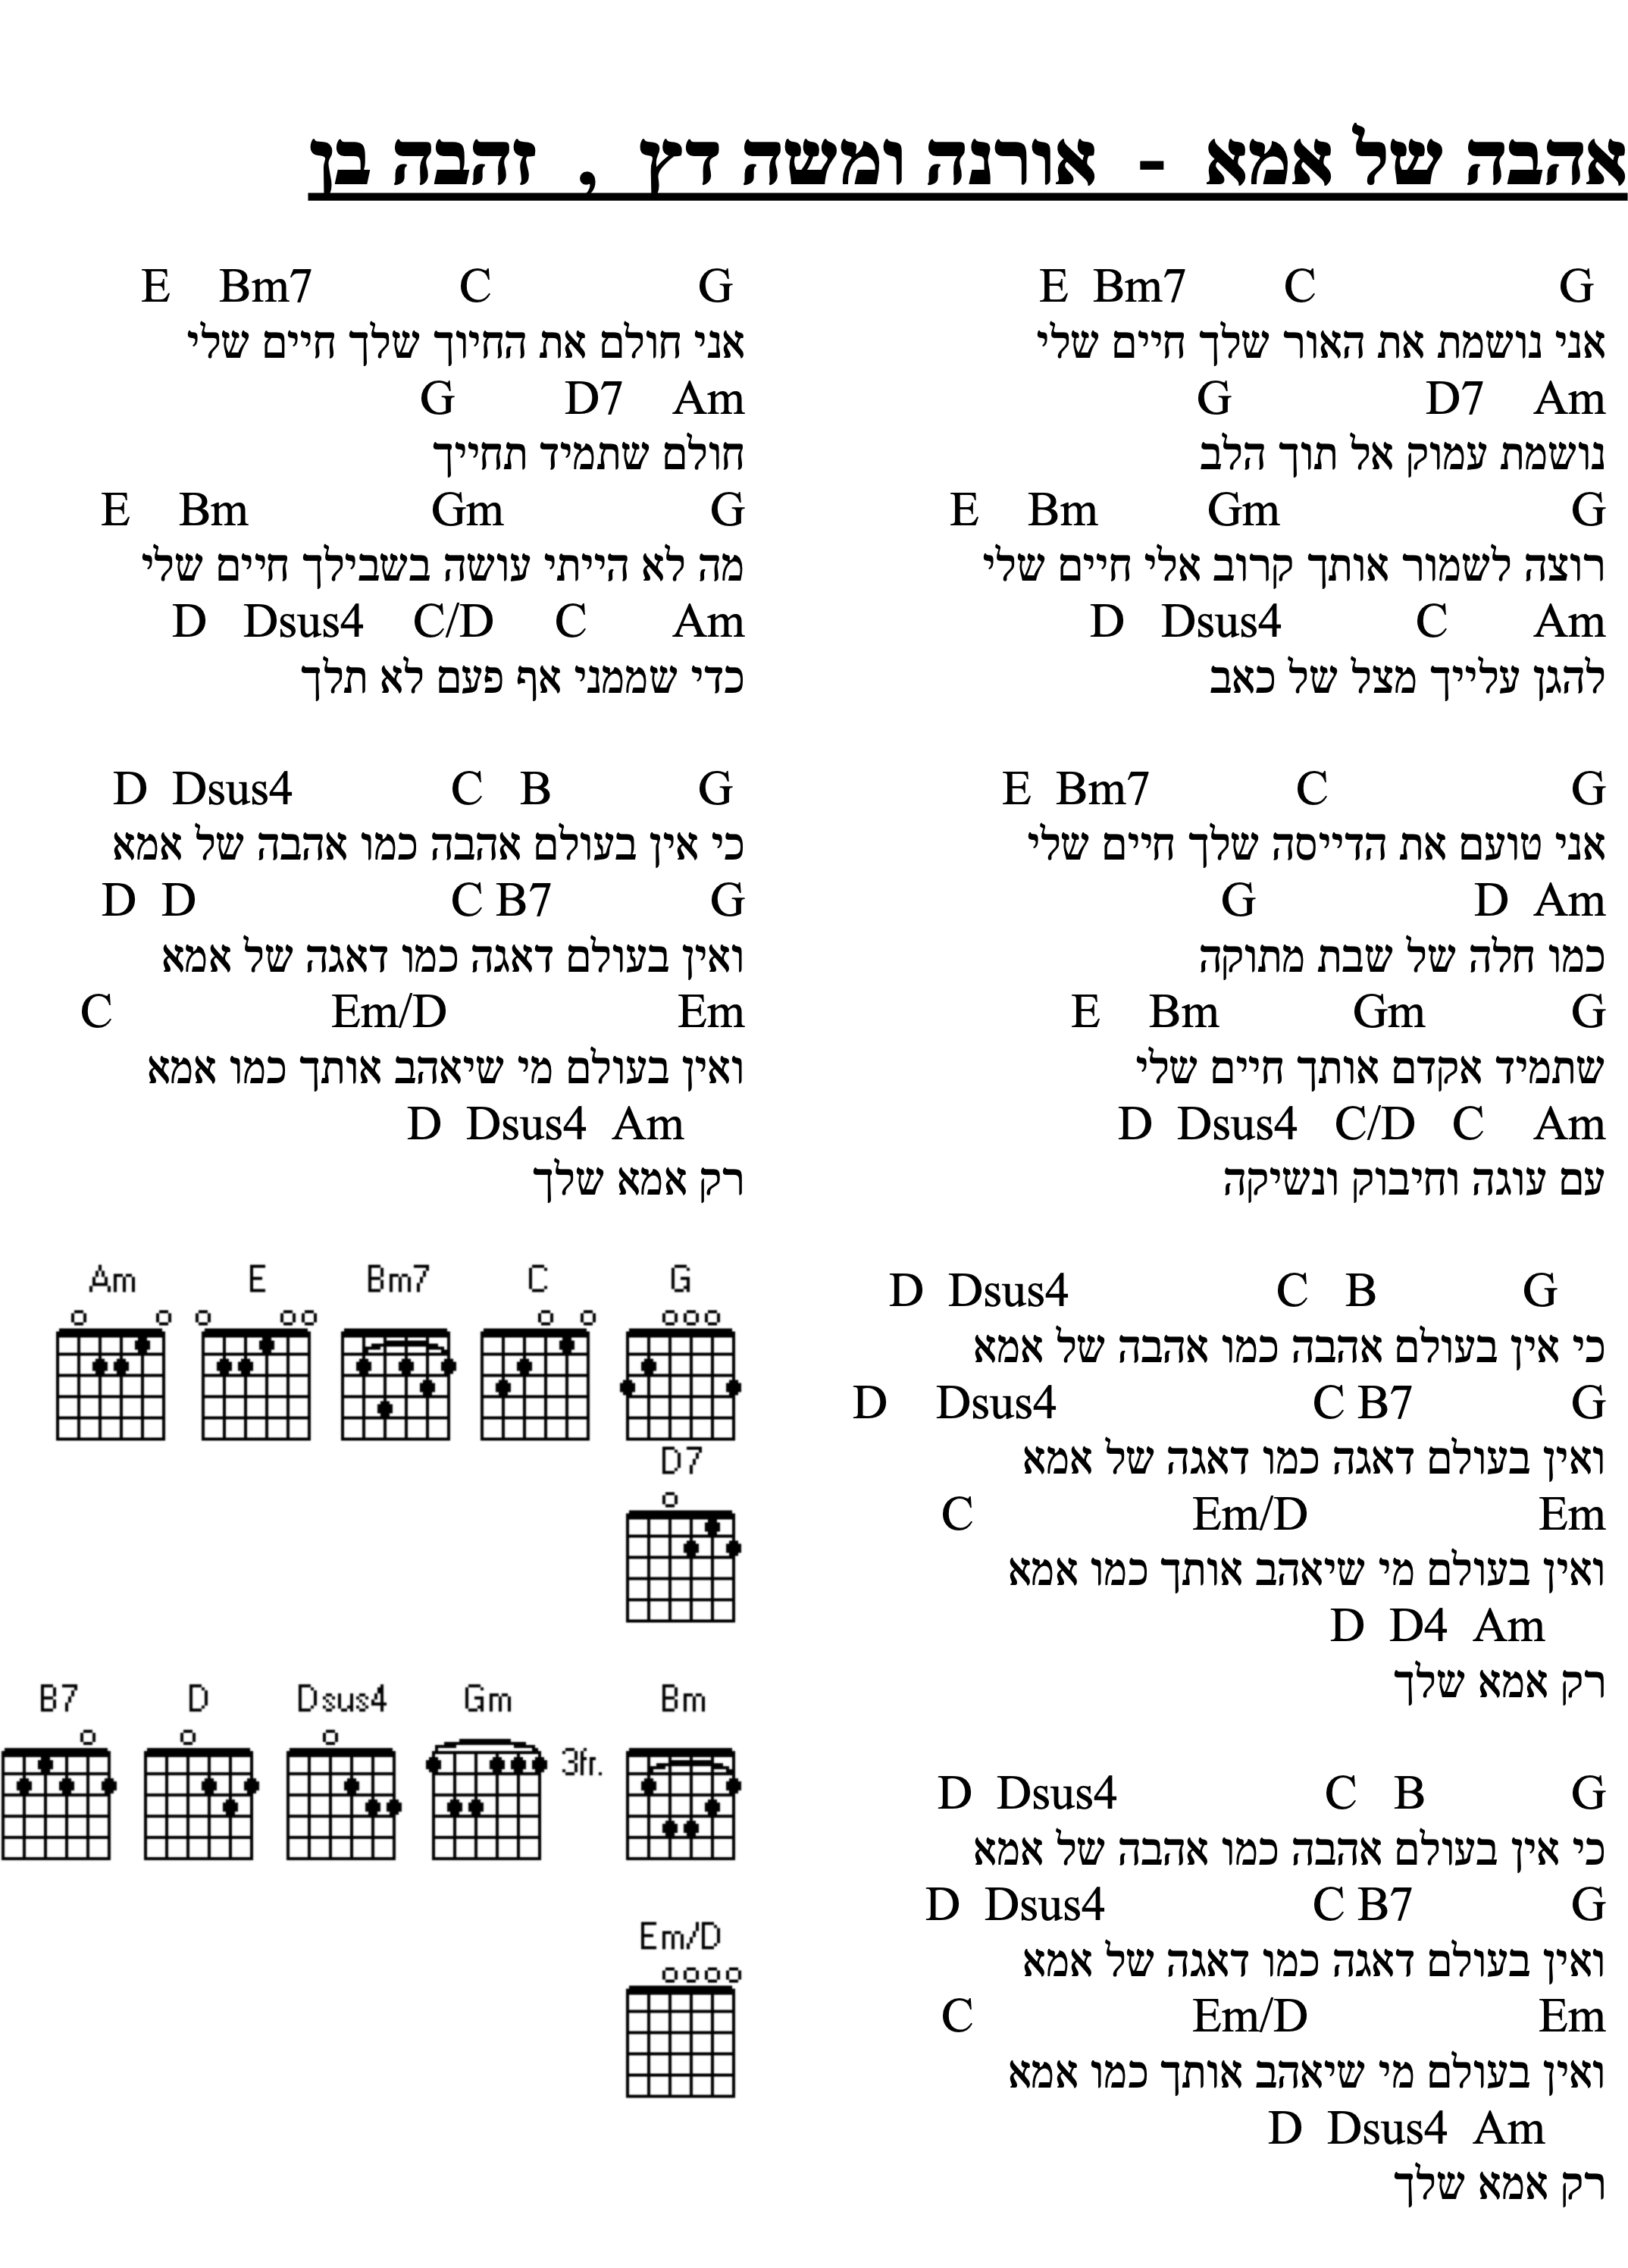 אהבה של אמא - אורנה ומשה דץ , זהבה בן
G C Bm7 E
אני נושמת את האור שלך חיים שלי
Am D7 G
נושמת עמוק אל תוך הלב
G Gm Bm E
רוצה לשמור אותך קרוב אלי חיים שלי
Am C Dsus4 D
להגן עלייך מצל של כאב
G C Bm7 E
אני טועם את הדייסה שלך חיים שלי
Am D G
כמו חלה של שבת מתוקה
G Gm Bm E
שתמיד אקדם אותך חיים שלי
Am C C/D Dsus4 D
עם עוגה וחיבוק ונשיקה
G B C Dsus4 D
כי אין בעולם אהבה כמו אהבה של אמא
G B7 C Dsus4 D
ואין בעולם דאגה כמו דאגה של אמא
Em Em/D C
ואין בעולם מי שיאהב אותך כמו אמא
Am D4 D
רק אמא שלך
G B C Dsus4 D
כי אין בעולם אהבה כמו אהבה של אמא
G B7 C Dsus4 D
ואין בעולם דאגה כמו דאגה של אמא
Em Em/D C
ואין בעולם מי שיאהב אותך כמו אמא
Am Dsus4 D
רק אמא שלך
G C Bm7 E
אני חולם את החיוך שלך חיים שלי
Am D7 G
חולם שתמיד תחייך
G Gm Bm E
מה לא הייתי עושה בשבילך חיים שלי
Am C C/D Dsus4 D
כדי שממני אף פעם לא תלך
G B C Dsus4 D
כי אין בעולם אהבה כמו אהבה של אמא
G B7 C D D
ואין בעולם דאגה כמו דאגה של אמא
Em Em/D C
ואין בעולם מי שיאהב אותך כמו אמא
Am Dsus4 D
רק אמא שלך
G C Bm7 E Am
D7
Bm Gm Dsus4 D B7
3fr.
Em/D